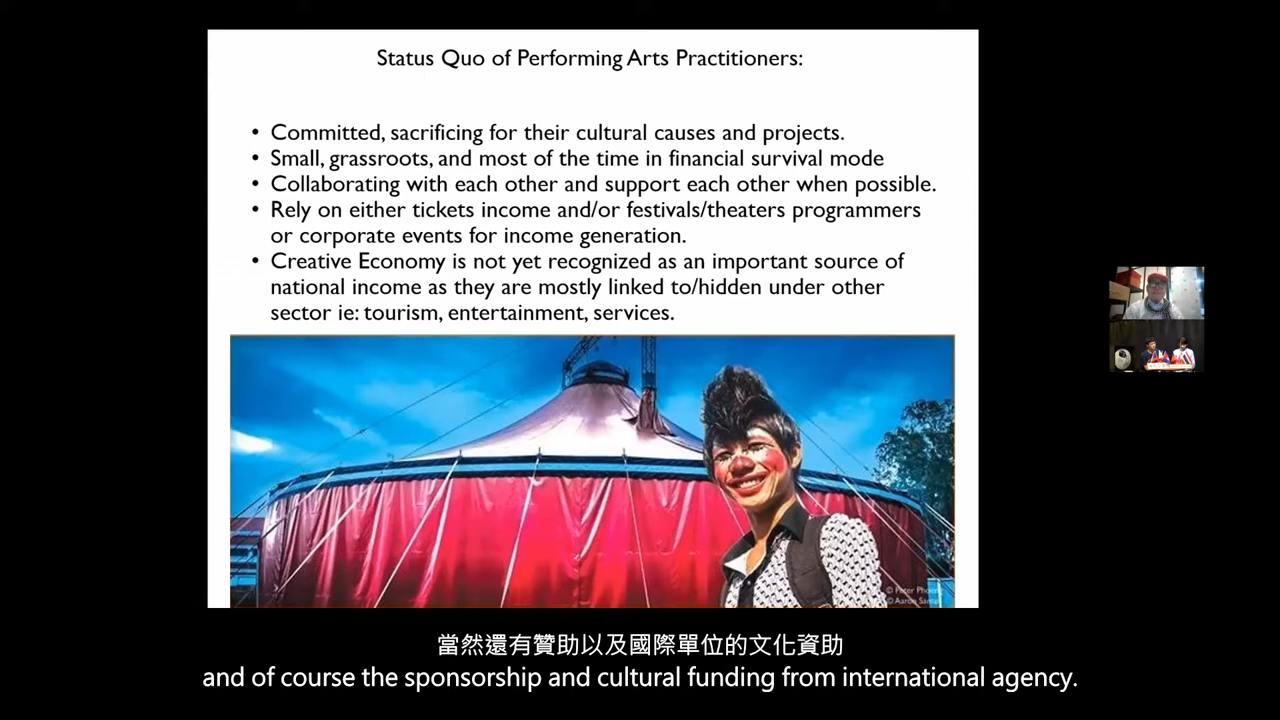 Status Quo of Performing Arts Practitioners:
• Committed, sacrificing for their cultural causes and projects.
• Small, grassroots, and most of the time in financial survival mode
• Collaborating with each other and support each other when possible.
• Rely on either tickets income and/or festivals/theaters programmers
or corporate events for income generation.
• Creative Economy is not yet recognized as an important source of
national income as they are mostly linked to/hidden under other
sector ie: tourism, entertainment, services.
© Peter
© Aaron
當然還有贊助以及國際單位的文化資助
and of course the sponsorship and cultural funding from international agency.